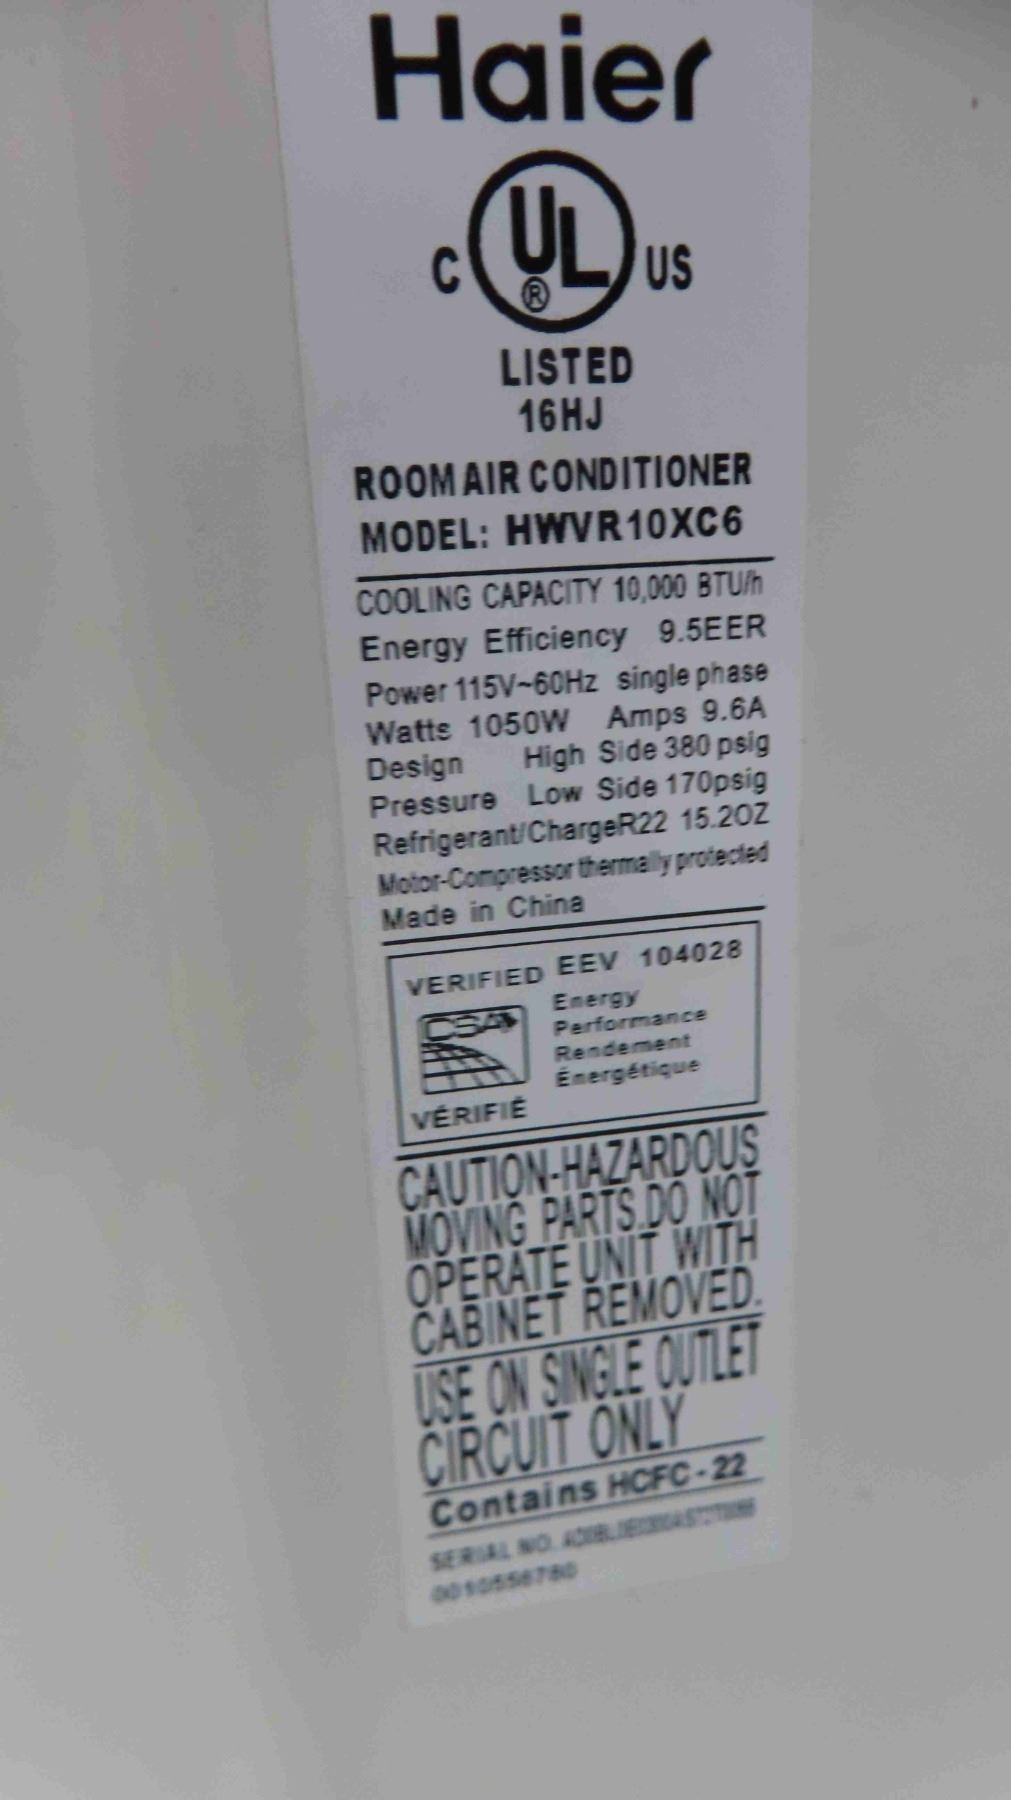 Haier
C UL® US
LISTED
16HJ
ROOM AIR CONDITIONER
MODEL: HWVR10XC6
COOLING CAPACITY 10,000 BTU/h
Energy Efficiency 9.5EER
Power 115V~60Hz single phase
Watts 1050W Amps 9.6A
Design High Side 380 psig
Pressure Low Side 170psig
Refrigerant/ChargeR22 15.2OZ
Motor-Compressor thermally protected
Made in China
VERIFIED EEV 104028
CSA
Energy
Performance
Rendement
Énergétique
VÉRIFIÉ
CAUTION-HAZARDOUS
MOVING PARTS.DO NOT
OPERATE UNIT WITH
CABINET REMOVED.
USE ON SINGLE OUTLET
CIRCUIT ONLY
Contains HCFC-22
SERIAL NO.
0010556780